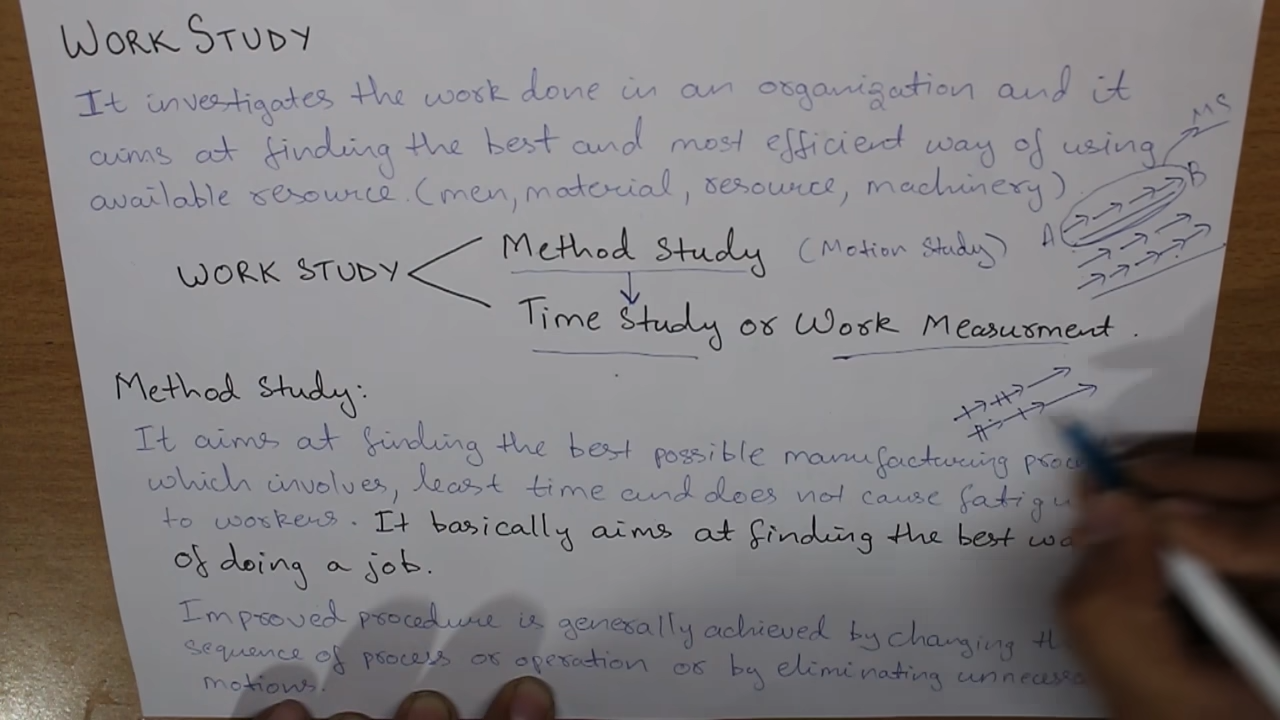 WORK STUDY
It investigates the work done in an organization and it
aims at finding the best and most efficient way of using
available resource. (men, material, resource, machinery)
MS
A B
WORK STUDY
Method Study (Motion Study)
Time Study or Work Measurment.
Method Study:
It aims at finding the best possible manufacturing
which involves, least time and does not cause
to workers. It basically aims at finding the best
of doing a job.
Improved procedure is generally achieved by changing
sequence of process or operation or by eliminating
motions.